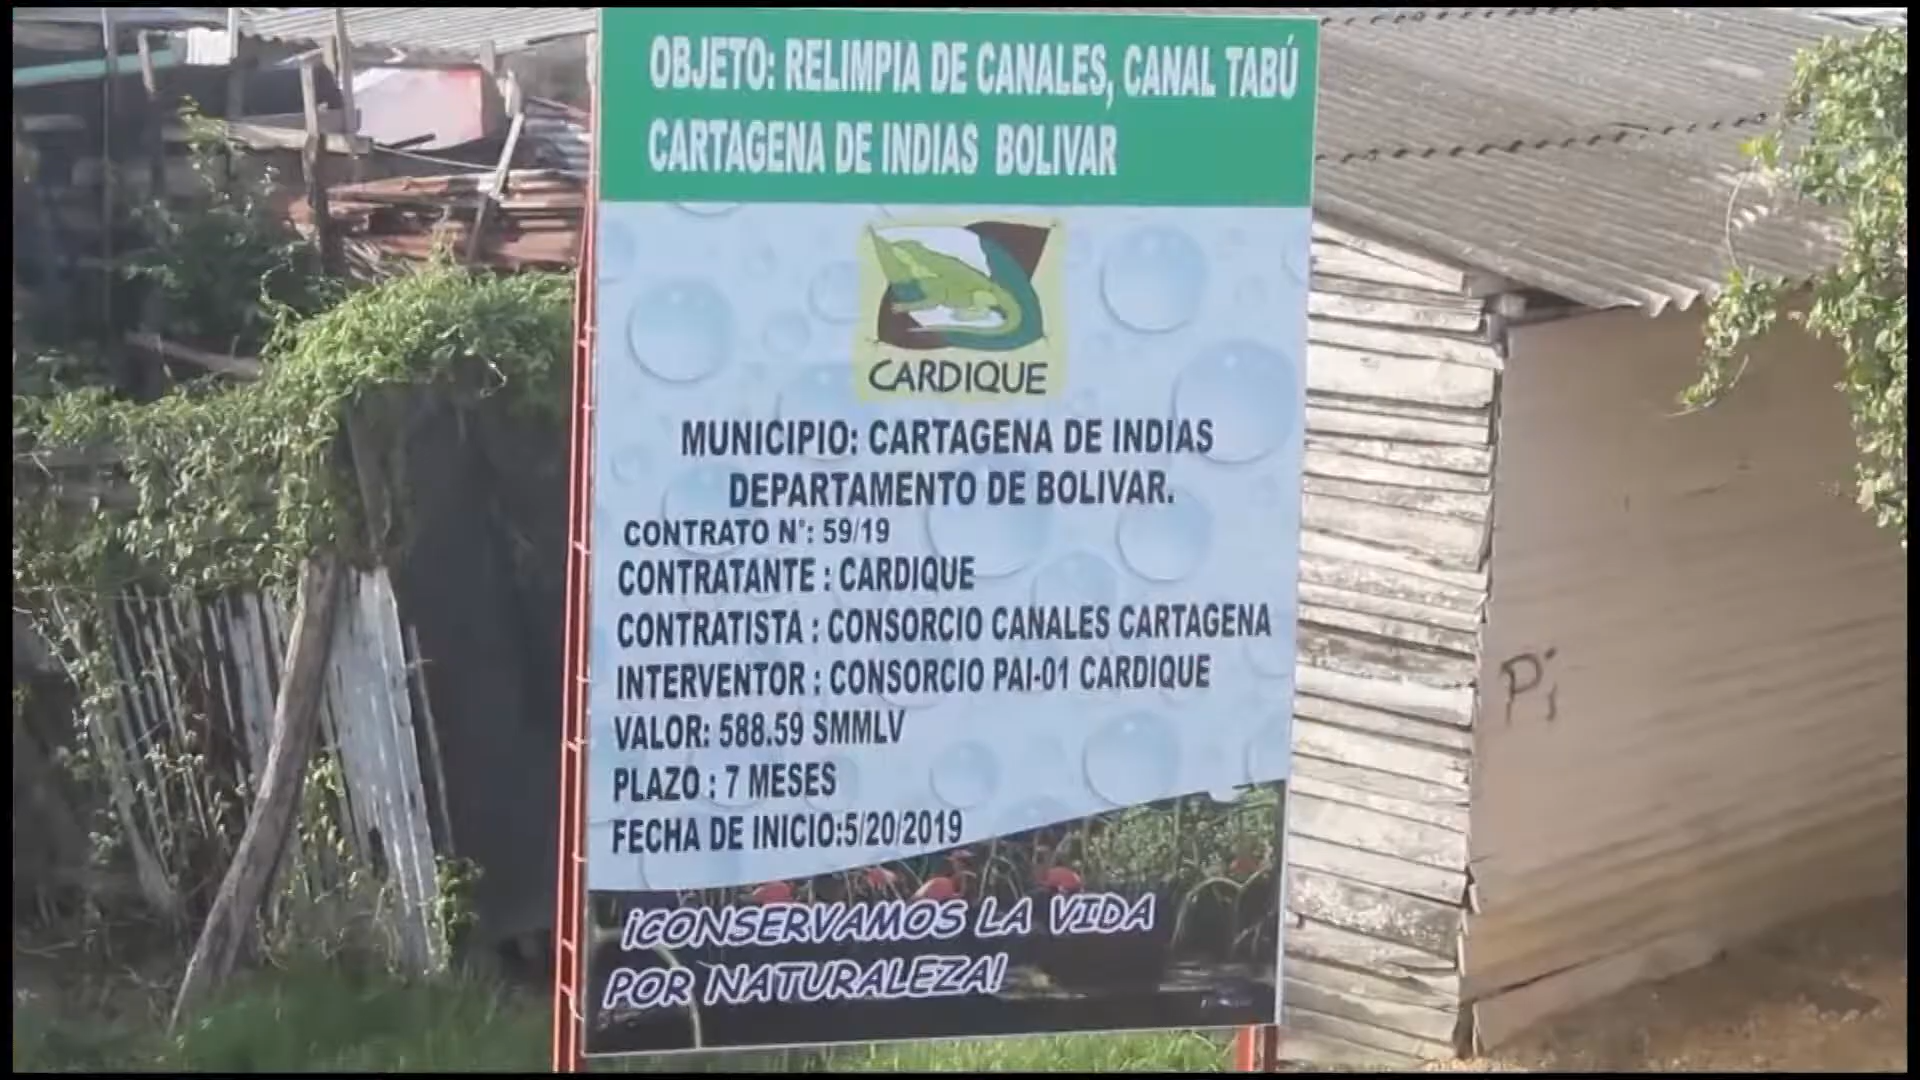 OBJETO: RELIMPIA DE CANALES, CANAL TABÚ
CARTAGENA DE INDIAS BOLIVAR
CARDIQUE
MUNICIPIO: CARTAGENA DE INDIAS
DEPARTAMENTO DE BOLIVAR.
CONTRATO N°: 59/19
CONTRATANTE : CARDIQUE
CONTRATISTA : CONSORCIO CANALES CARTAGENA
INTERVENTOR : CONSORCIO PAI-01 CARDIQUE
VALOR: 588.59 SMMLV
PLAZO : 7 MESES
FECHA DE INICIO:5/20/2019
¡CONSERVAMOS LA VIDA
POR NATURALEZA!
Pi